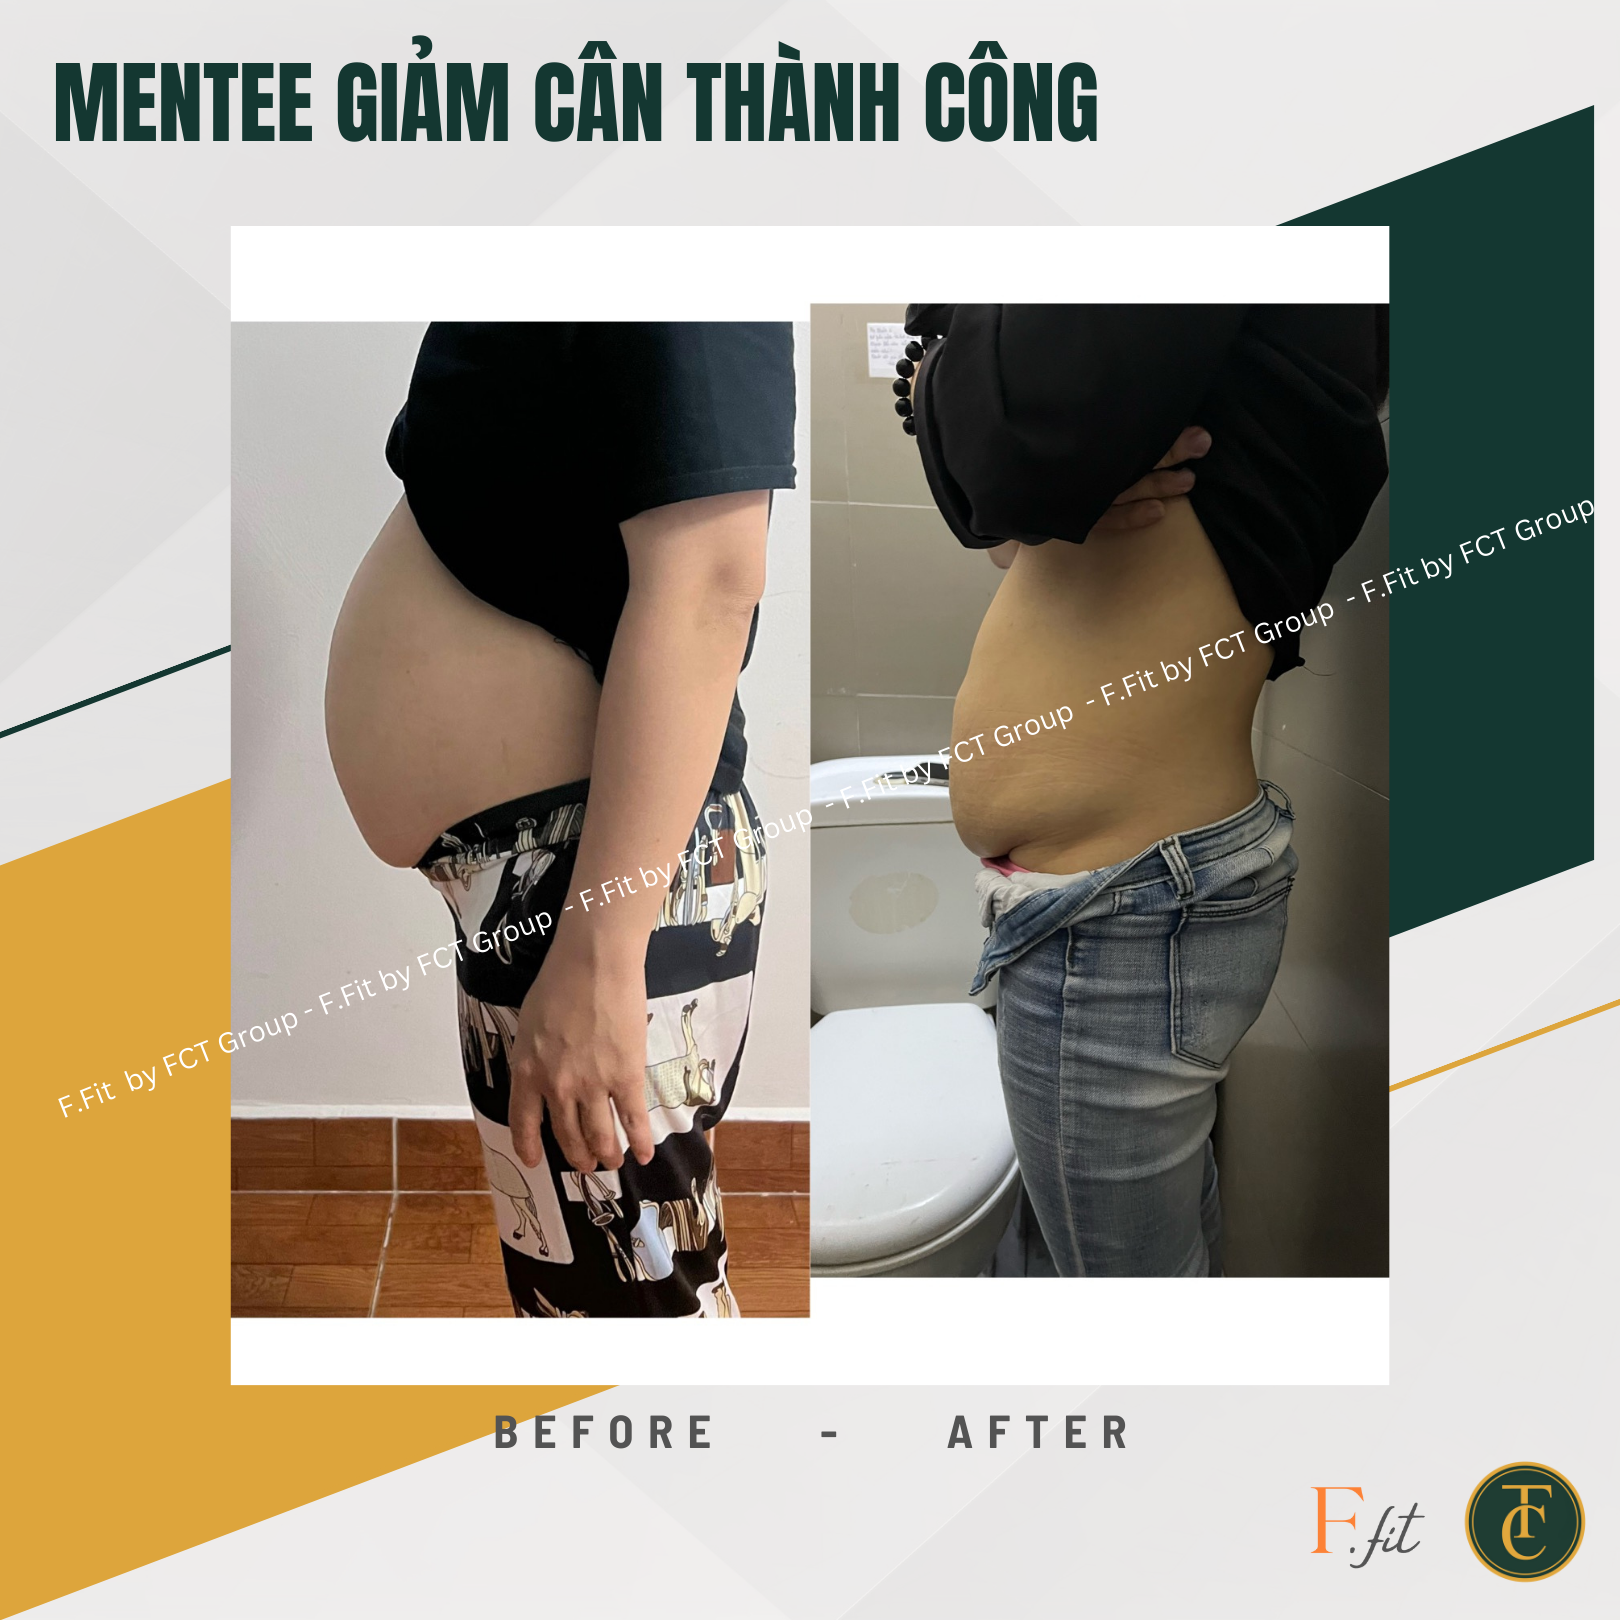 MENTEE GIẢM CÂN THÀNH CÔNG
F.Fit by FCT Group - F.Fit by FCT Group - F.Fit by FCT Group - F.Fit by FCT Group - F.Fit by FCT Group - F.Fit by FCT Group
BEFORE - AFTER
F.fit
TC